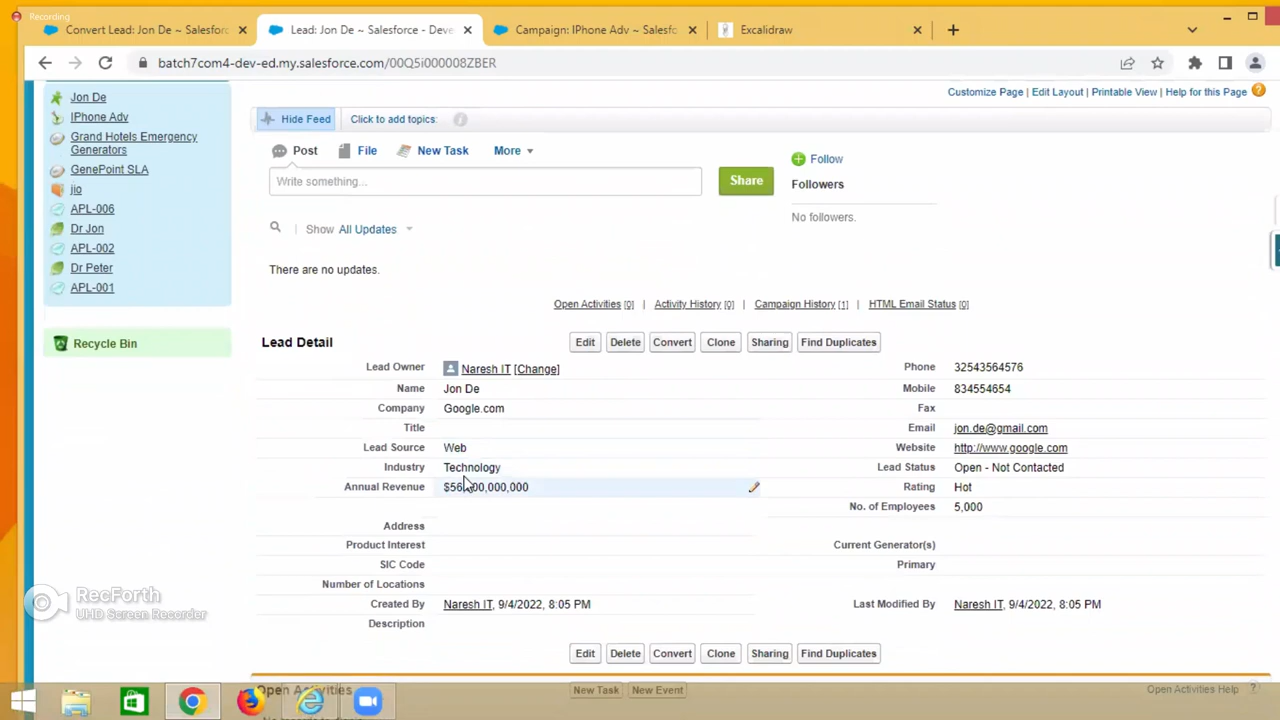 Recording
Convert Lead: Jon De ~ Salesforc
Lead: Jon De ~ Salesforce - Deve
Campaign: IPhone Adv ~ Salesfc
Excalidraw
batch7com4-dev-ed.my.salesforce.com/00Q5i000008ZBER
Customize Page | Edit Layout | Printable View | Help for this Page
Jon De
IPhone Adv
Grand Hotels Emergency
Generators
GenePoint SLA
jio
APL-006
Dr Jon
APL-002
Dr Peter
APL-001
Recycle Bin
Hide Feed
Click to add topics:
Post
File
New Task
More
Write something...
Share
Follow
Followers
No followers.
Show All Updates
There are no updates.
Open Activities [0] | Activity History [0] | Campaign History [1] | HTML Email Status [0]
Lead Detail
Edit Delete Convert Clone Sharing Find Duplicates
Lead Owner Naresh IT [Change] Phone 32543564576
Name Jon De Mobile 834554654
Company Google.com Fax
Title Email jon.de@gmail.com
Lead Source Web Website http://www.google.com
Industry Technology Lead Status Open - Not Contacted
Annual Revenue Rating Hot
No. of Employees 5,000
Address
Product Interest Current Generator(s)
SIC Code Primary
Number of Locations
Created By Naresh IT, 9/4/2022, 8:05 PM Last Modified By Naresh IT, 9/4/2022, 8:05 PM
Description
RecForth
UHD Screen Recorder
Edit Delete Convert Clone Sharing Find Duplicates
Open Activities New Task New Event Open Activities Help ?